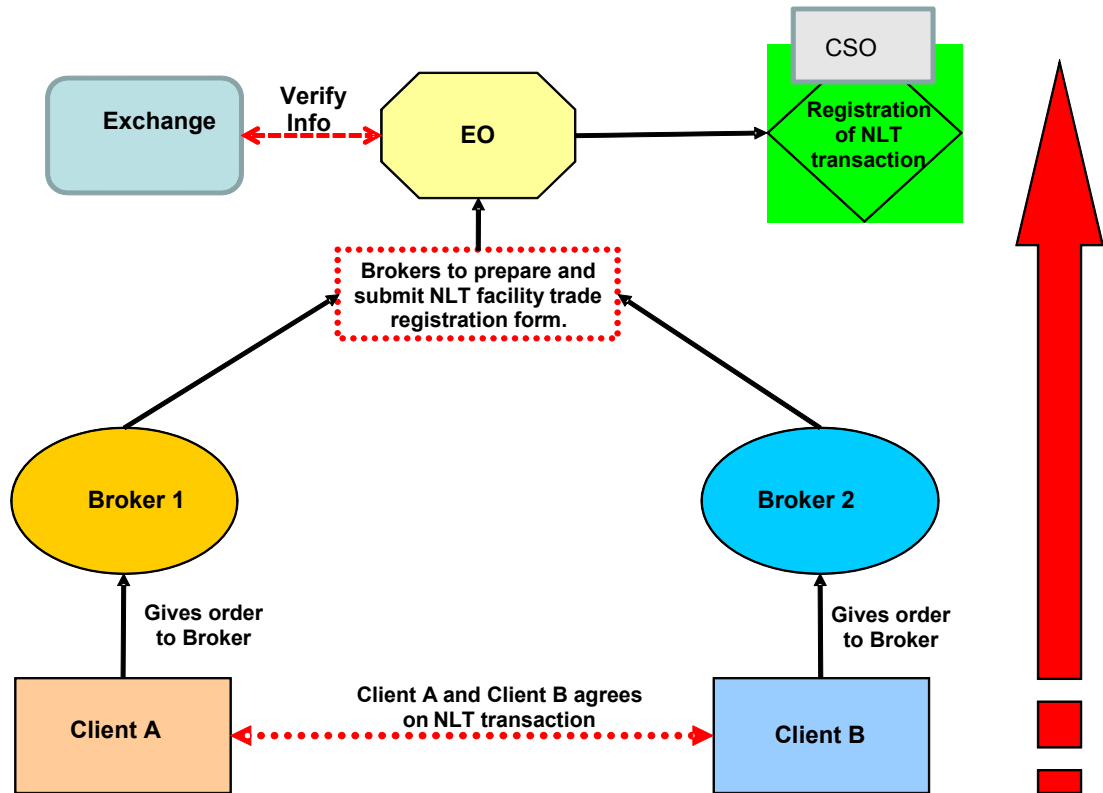 CSO
Exchange
Verify
Info
EO
Registration
of NLT
transaction
Brokers to prepare and
submit NLT facility trade
registration form.
Broker 1
Broker 2
Gives order
to Broker
Gives order
to Broker
Client A and Client B agrees
on NLT transaction
Client A
Client B